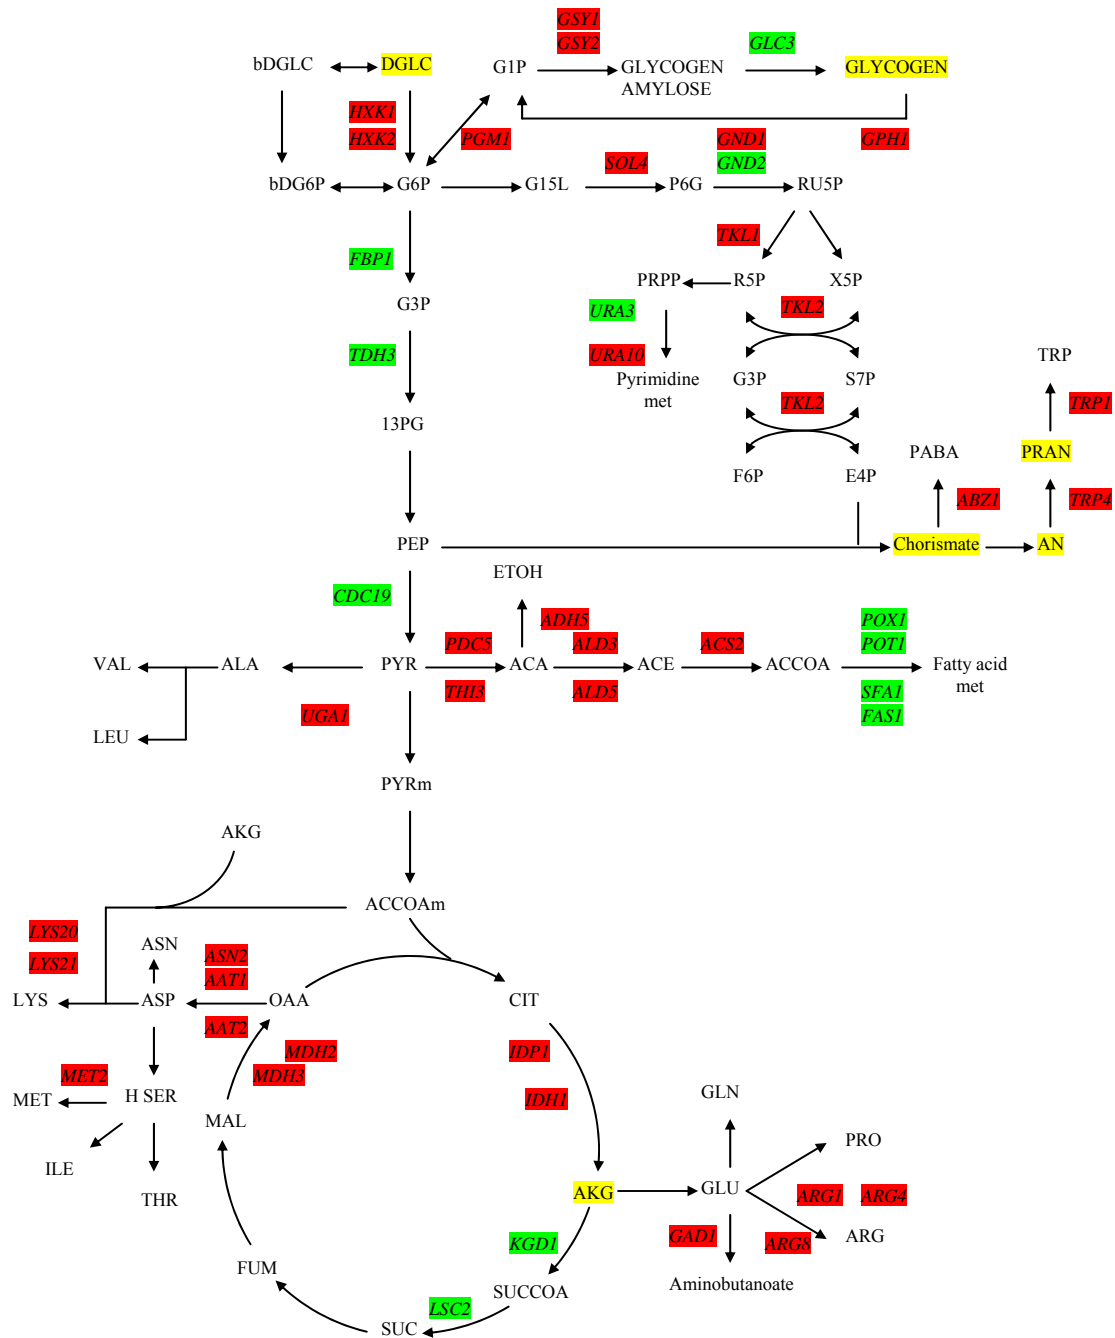 GSY1
GSY2
GLC3
bDGLC
DGLC
G1P
GLYCOGEN
AMYLOSE
GLYCOGEN
HXK1
HXK2
PGM1
GND1
GND2
GPH1
SOL4
bDG6P
G6P
G15L
P6G
RU5P
TKL1
FBP1
PRPP
R5P
X5P
G3P
URA3
TKL2
TDH3
URA10
Pyrimidine
met
G3P
S7P
TRP
TKL2
TRP1
13PG
PABA
PRAN
F6P
E4P
ABZ1
TRP4
PEP
Chorismate
AN
ETOH
CDC19
ADH5
POX1
POT1
PDC5
ALD3
ACS2
VAL
ALA
PYR
ACA
ACE
ACCOA
Fatty acid
met
UGA1
THI3
ALD5
SFA1
FAS1
LEU
PYRm
AKG
ACCOAm
LYS20
LYS21
ASN
ASN2
AAT1
LYS
ASP
OAA
CIT
AAT2
MDH2
MDH3
IDP1
MET2
IDH1
MET
H SER
MAL
GLN
ILE
THR
PRO
AKG
GLU
ARG1
ARG4
KGD1
GAD1
ARG8
ARG
FUM
SUCCOA
Aminobutanoate
LSC2
SUC